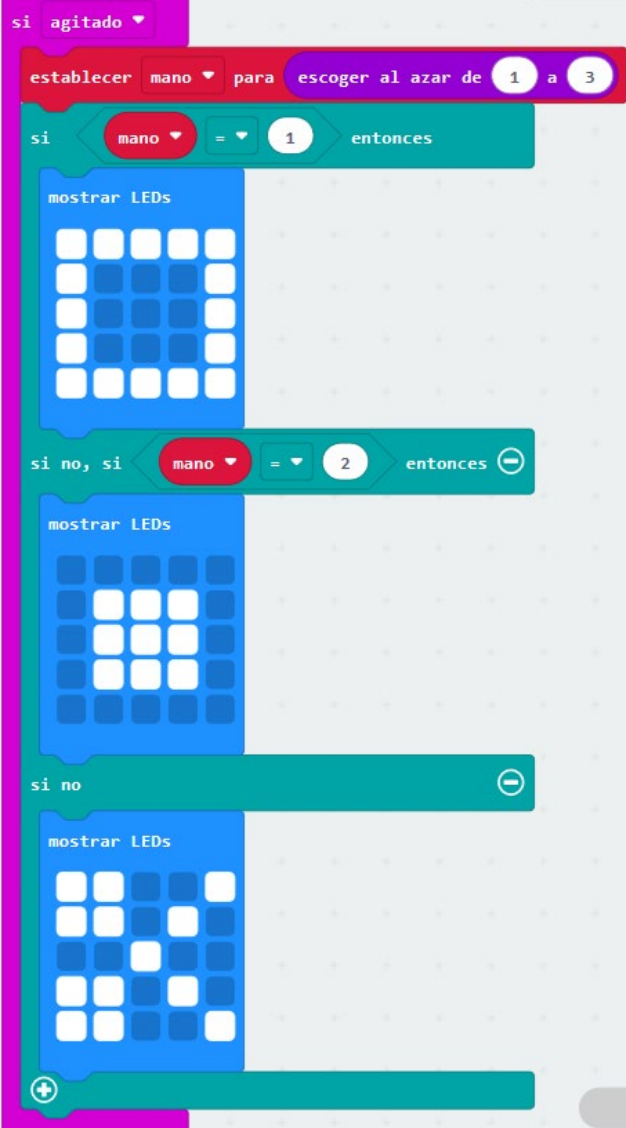 si agitado
establecer mano para escoger al azar de 1 a 3
si mano = 1 entonces
mostrar LEDs
si no, si mano = 2 entonces
mostrar LEDs
si no
mostrar LEDs